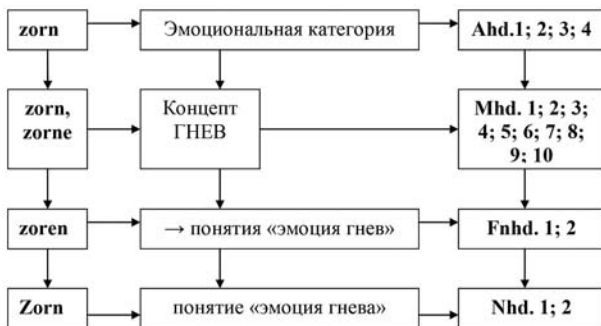 zorn
Эмоциональная категория
Ahd.1; 2; 3; 4
zorn,
zorne
Концепт
ГНЕВ
Mhd. 1; 2; 3;
4; 5; 6; 7; 8;
9; 10
zoren
→ понятия «эмоция гнев»
Fnhd. 1; 2
Zorn
понятие «эмоция гнева»
Nhd. 1; 2